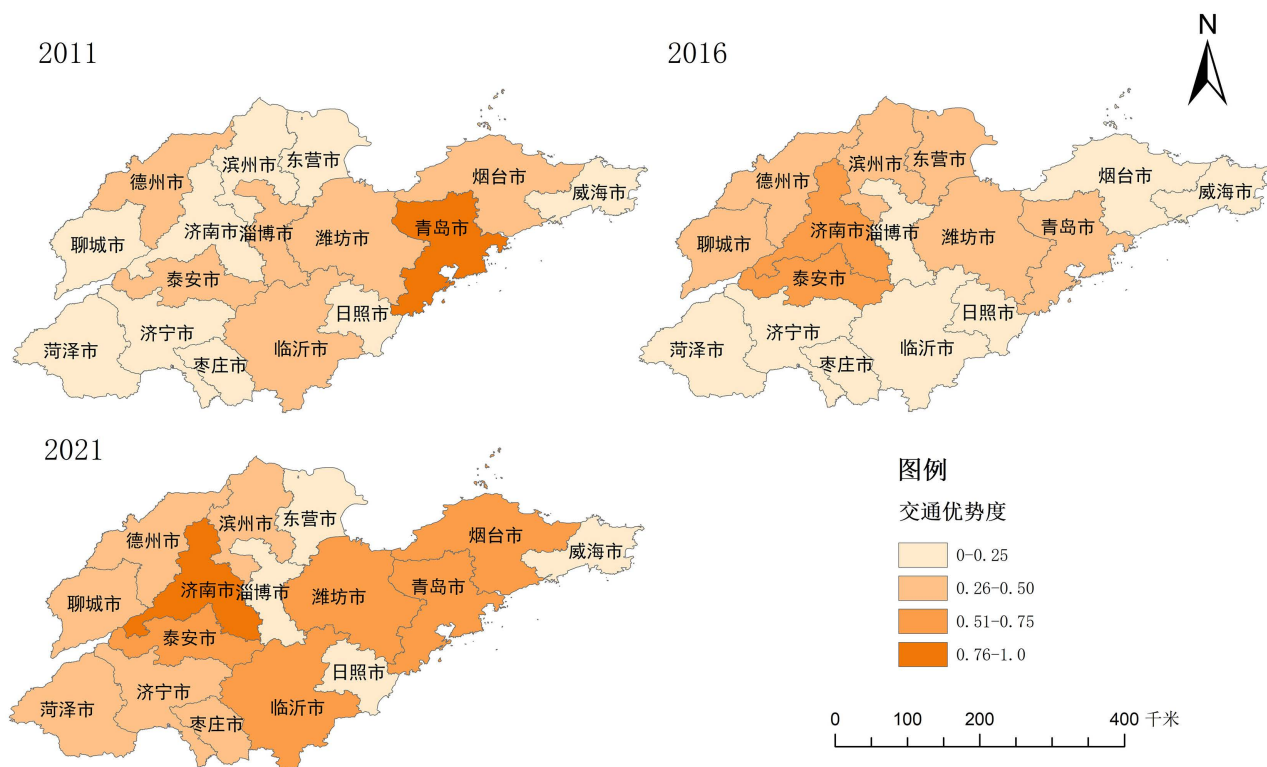 2011
滨州市
东营市
德州市
烟台市
威海市
聊城市
济南市
淄博市
潍坊市
青岛市
泰安市
日照市
济宁市
临沂市
菏泽市
枣庄市
2016
N
滨州市
东营市
德州市
烟台市
威海市
聊城市
济南市
淄博市
潍坊市
青岛市
泰安市
日照市
济宁市
临沂市
菏泽市
枣庄市
2021
滨州市
东营市
德州市
烟台市
威海市
聊城市
济南市
淄博市
潍坊市
青岛市
泰安市
日照市
济宁市
临沂市
菏泽市
枣庄市
图例
交通优势度
0-0.25
0.26-0.50
0.51-0.75
0.76-1.0
0 100 200 400 千米